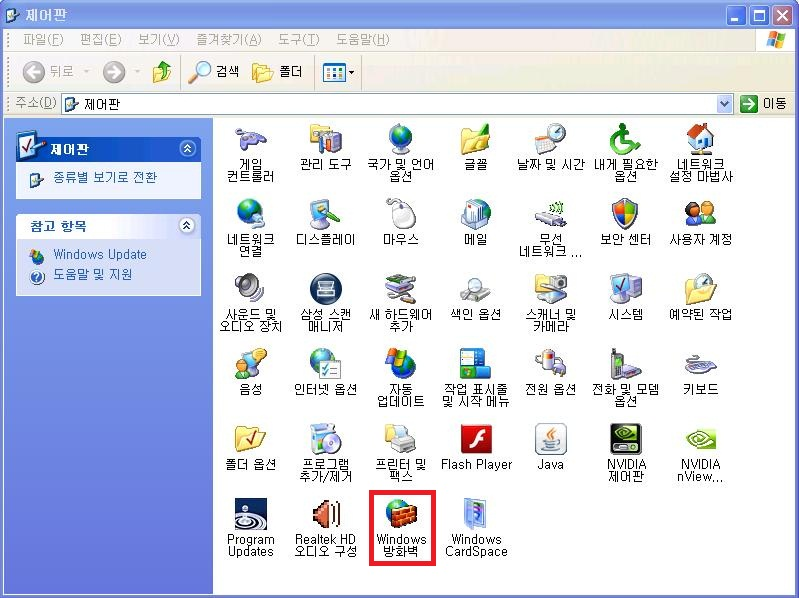 제어판
파일(F) 편집(E) 보기(V) 즐겨찾기(A) 도구(T) 도움말(H)
뒤로 검색 폴더
주소(D) 제어판 이동
제어판
종류별 보기로 전환
참고 항목
Windows Update
도움말 및 지원
게임
컨트롤러
관리 도구
국가 및 언어
옵션
글꼴
날짜 및 시간
내게 필요한
옵션
네트워크
설정 마법사
네트워크
연결
디스플레이
마우스
메일
무선
네트워크 ...
보안 센터
사용자 계정
사운드 및
오디오 장치
삼성 스캔
매니저
새 하드웨어
추가
색인 옵션
스캐너 및
카메라
시스템
예약된 작업
음성
인터넷 옵션
자동
업데이트
작업 표시줄
및 시작 메뉴
전원 옵션
전화 및 모뎀
옵션
키보드
폴더 옵션
프로그램
추가/제거
프린터 및
팩스
Flash Player
Java
NVIDIA
제어판
NVIDIA
nView...
Program
Updates
Realtek HD
오디오 구성
Windows
방화벽
Windows
CardSpace